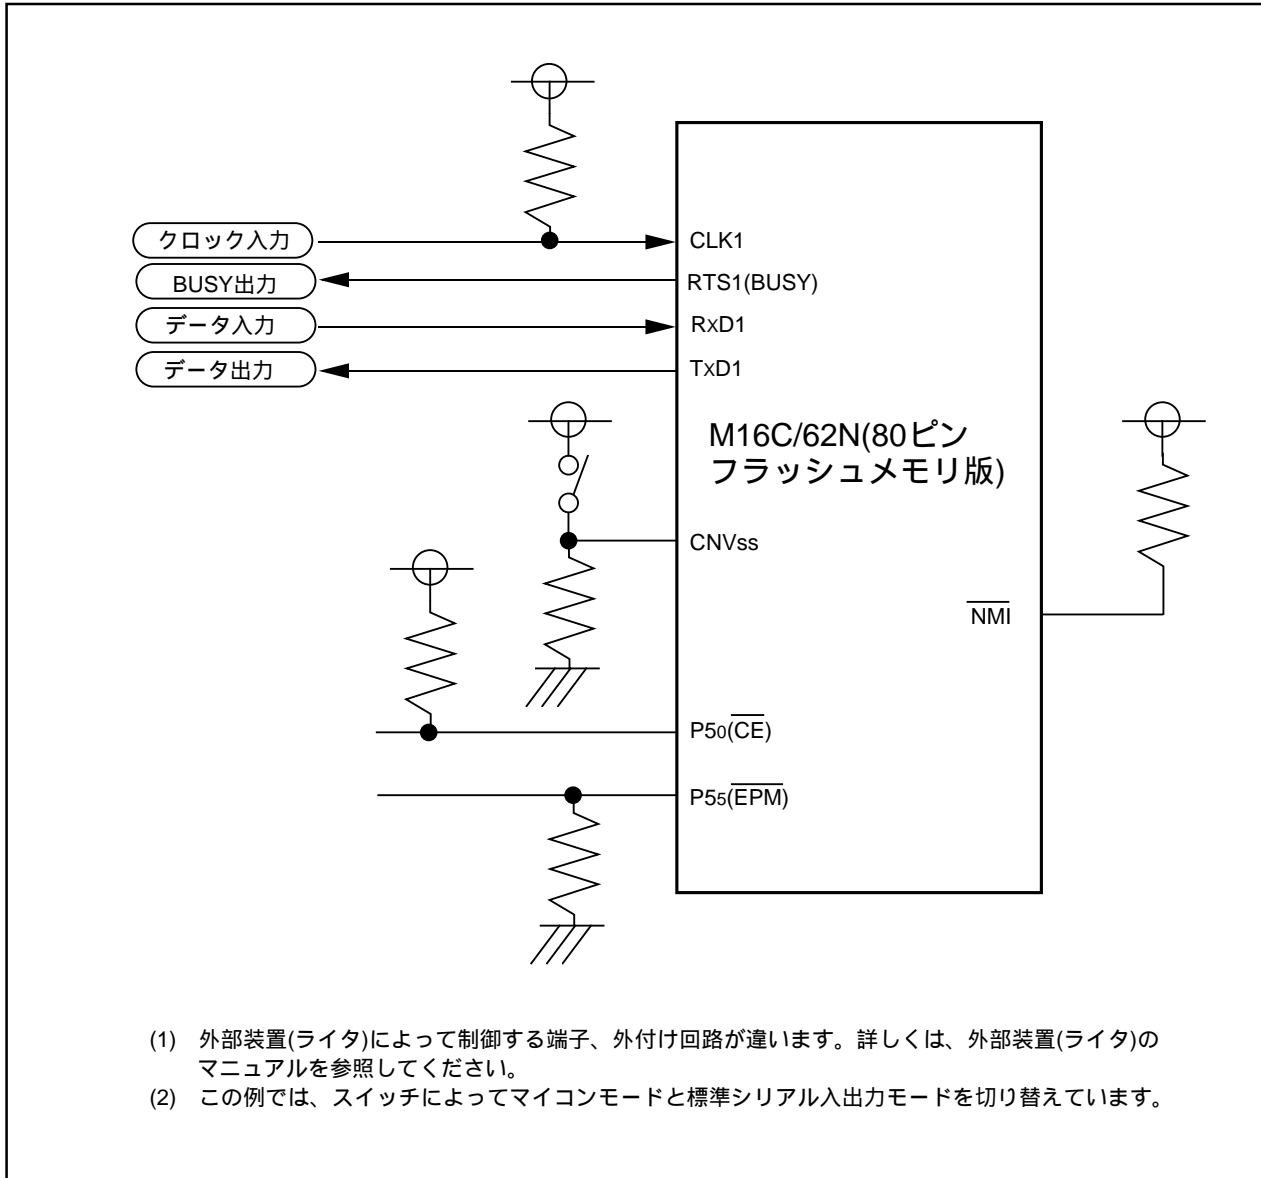 クロック入力
CLK1
BUSY出力
RTS1(BUSY)
データ入力
RxD1
データ出力
TxD1
M16C/62N(80ピン
フラッシュメモリ版)
CNVss
NMI
P50(CE)
P55(EPM)
(1) 外部装置(ライタ)によって制御する端子、外付け回路が違います。詳しくは、外部装置(ライタ)の
マニュアルを参照してください。
(2) この例では、スイッチによってマイコンモードと標準シリアル入出力モードを切り替えています。